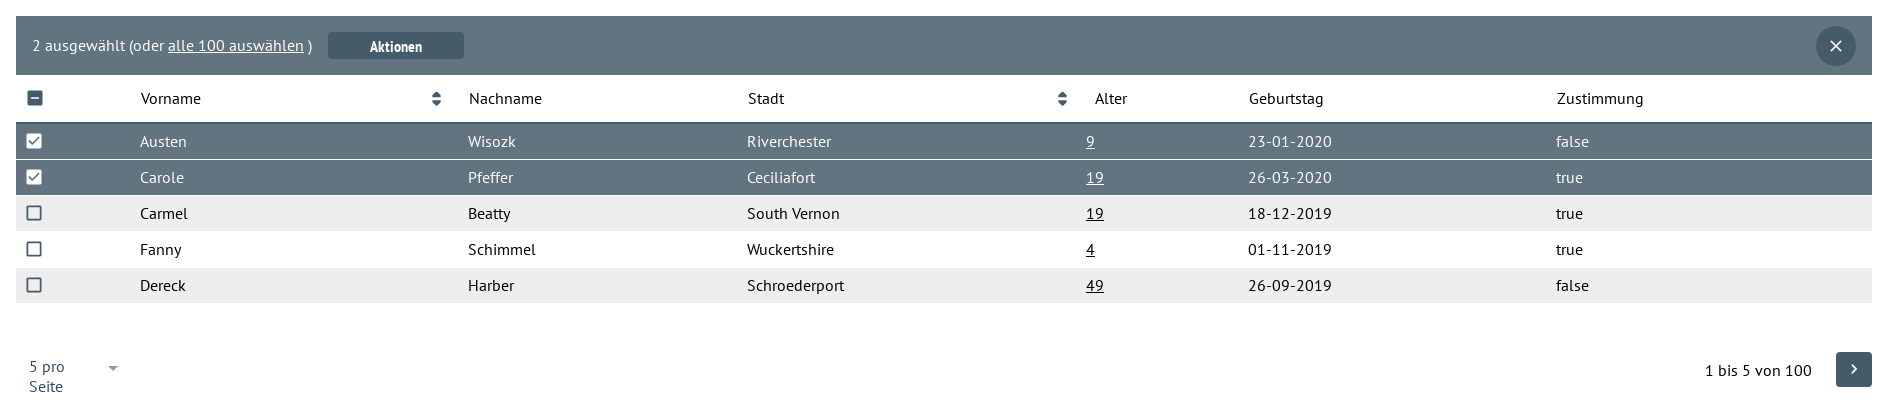 2 ausgewählt (oder alle 100 auswählen ) Aktionen
Vorname Nachname Stadt Alter Geburtstag Zustimmung
Austen Wisozk Riverchester 9 23-01-2020 false
Carole Pfeffer Ceciliafort 19 26-03-2020 true
Carmel Beatty South Vernon 19 18-12-2019 true
Fanny Schimmel Wuckertshire 4 01-11-2019 true
Dereck Harber Schroederport 49 26-09-2019 false
5 pro
Seite
1 bis 5 von 100